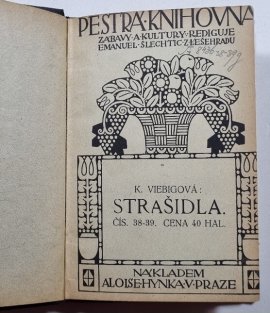 PESTRÁ·KNIHOVNA
ZÁBAVY·A·KULTURY·REDIGUJE
EMANUEL·ŠLECHTIC·Z·LEŠEHRADU
K. VIEBIGOVÁ:
STRAŠIDLA.
ČÍS. 38-39. CENA 40 HAL.
NÁKLADEM
ALOISE·HYNKA·V·PRAZE